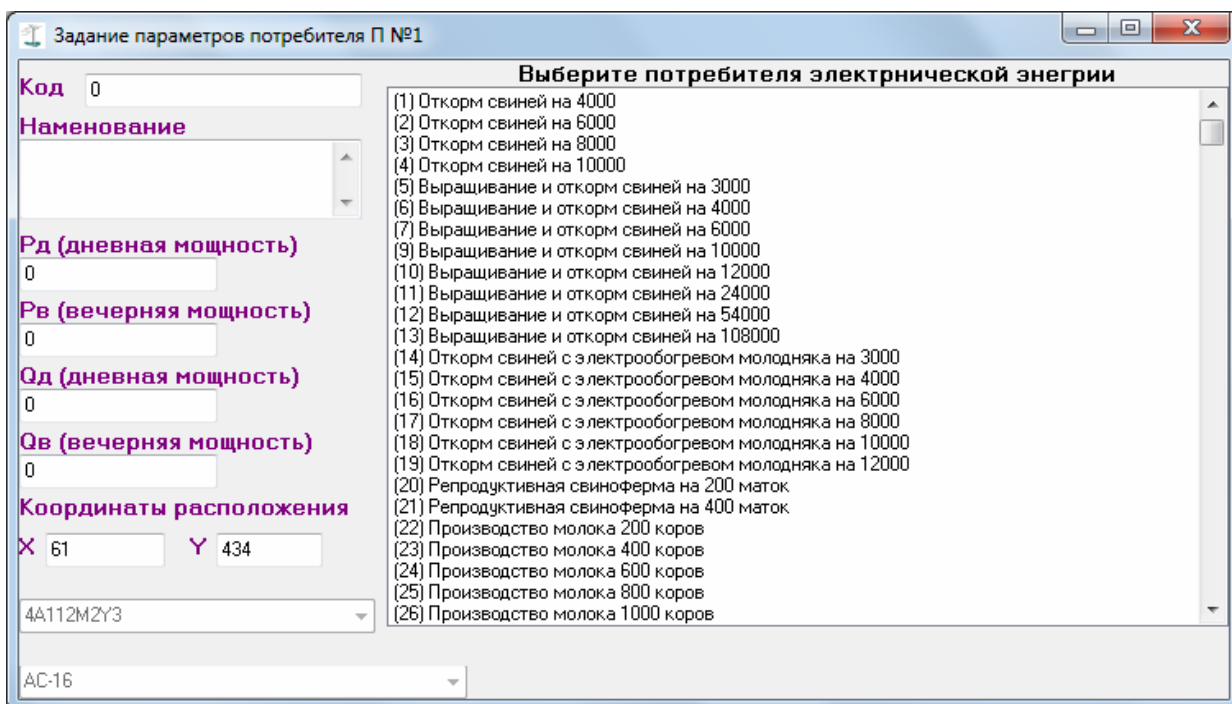 Задание параметров потребителя П №1
Код 0
Наменование
Рд (дневная мощность)
0
Рв (вечерняя мощность)
0
Qд (дневная мощность)
0
Qв (вечерняя мощность)
0
Координаты расположения
X 61 Y 434
4A112M2У3
АС-16
Выберите потребителя электрнической энегрии
(1) Откорм свиней на 4000
(2) Откорм свиней на 6000
(3) Откорм свиней на 8000
(4) Откорм свиней на 10000
(5) Выращивание и откорм свиней на 3000
(6) Выращивание и откорм свиней на 4000
(7) Выращивание и откорм свиней на 6000
(9) Выращивание и откорм свиней на 10000
(10) Выращивание и откорм свиней на 12000
(11) Выращивание и откорм свиней на 24000
(12) Выращивание и откорм свиней на 54000
(13) Выращивание и откорм свиней на 108000
(14) Откорм свиней с электрообогревом молодняка на 3000
(15) Откорм свиней с электрообогревом молодняка на 4000
(16) Откорм свиней с электрообогревом молодняка на 6000
(17) Откорм свиней с электрообогревом молодняка на 8000
(18) Откорм свиней с электрообогревом молодняка на 10000
(19) Откорм свиней с электрообогревом молодняка на 12000
(20) Репродуктивная свиноферма на 200 маток
(21) Репродуктивная свиноферма на 400 маток
(22) Производство молока 200 коров
(23) Производство молока 400 коров
(24) Производство молока 600 коров
(25) Производство молока 800 коров
(26) Производство молока 1000 коров